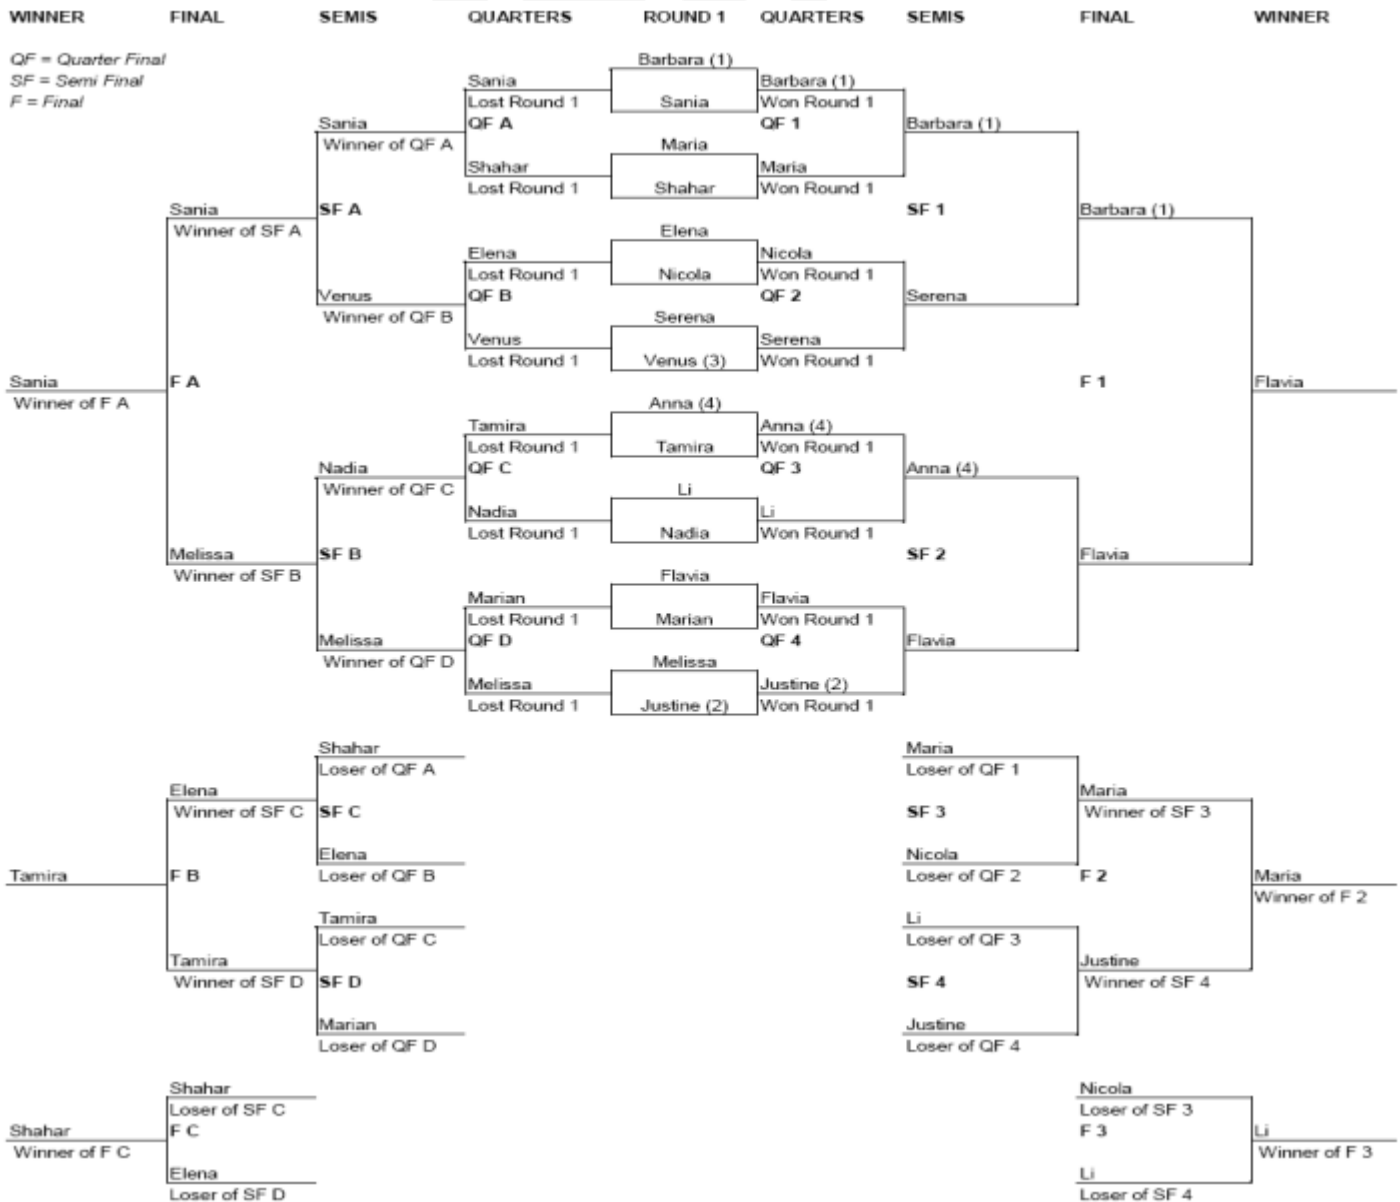 WINNER FINAL SEMIS QUARTERS ROUND 1 QUARTERS SEMIS FINAL WINNER
QF = Quarter Final
SF = Semi Final
F = Final
Barbara (1)
Sania Barbara (1)
Lost Round 1 Sania Won Round 1
Sania QF A QF 1 Barbara (1)
Winner of QF A Maria
Shahar Maria
Lost Round 1 Shahar Won Round 1
Sania SF A SF 1 Barbara (1)
Winner of SF A Elena
Elena Nicola
Lost Round 1 Nicola Won Round 1
Venus QF B QF 2 Serena
Winner of QF B Serena
Venus Serena
Lost Round 1 Venus (3) Won Round 1
Sania F A F 1 Flavia
Winner of F A Anna (4)
Tamira Anna (4)
Lost Round 1 Tamira Won Round 1
Nadia QF C QF 3 Anna (4)
Winner of QF C Li
Nadia Li
Lost Round 1 Nadia Won Round 1
Melissa SF B SF 2 Flavia
Winner of SF B Flavia
Marian Flavia
Lost Round 1 Marian Won Round 1
Melissa QF D QF 4 Flavia
Winner of QF D Melissa
Melissa Justine (2)
Lost Round 1 Justine (2) Won Round 1
Shahar Maria
Loser of QF A Loser of QF 1
Elena Maria
Winner of SF C SF C SF 3 Winner of SF 3
Elena Nicola
Tamira F B Loser of QF B Loser of QF 2 F 2 Maria
Winner of F 2
Tamira Li
Loser of QF C Loser of QF 3
Tamira Justine
Winner of SF D SF D SF 4 Winner of SF 4
Marian Justine
Loser of QF D Loser of QF 4
Shahar Nicola
Loser of SF C Loser of SF 3
Shahar F C F 3 Li
Winner of F C Winner of F 3
Elena Li
Loser of SF D Loser of SF 4